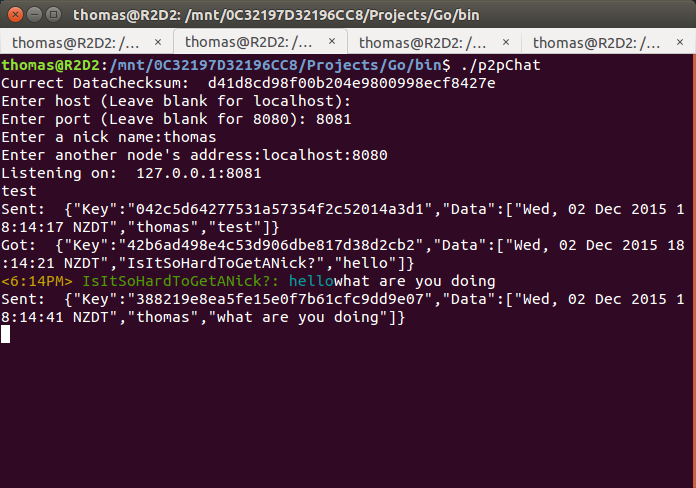 thomas@R2D2: /mnt/0C32197D32196CC8/Projects/Go/bin
thomas@R2D2: /… × thomas@R2D2: /… × thomas@R2D2: /… × thomas@R2D2: /… ×
thomas@R2D2:/mnt/0C32197D32196CC8/Projects/Go/bin$ ./p2pChat
Currect DataChecksum:  d41d8cd98f00b204e9800998ecf8427e
Enter host (Leave blank for localhost):
Enter port (Leave blank for 8080): 8081
Enter a nick name:thomas
Enter another node's address:localhost:8080
Listening on:  127.0.0.1:8081
test
Sent:  {"Key":"042c5d64277531a57354f2c52014a3d1","Data":["Wed, 02 Dec 2015 1
8:14:17 NZDT","thomas","test"]}
Got:  {"Key":"42b6ad498e4c53d906dbe817d38d2cb2","Data":["Wed, 02 Dec 2015 18
:14:21 NZDT","IsItSoHardToGetANick?","hello"]}
<6:14PM> IsItSoHardToGetANick?: hellowhat are you doing
Sent:  {"Key":"388219e8ea5fe15e0f7b61cfc9dd9e07","Data":["Wed, 02 Dec 2015 1
8:14:41 NZDT","thomas","what are you doing"]}